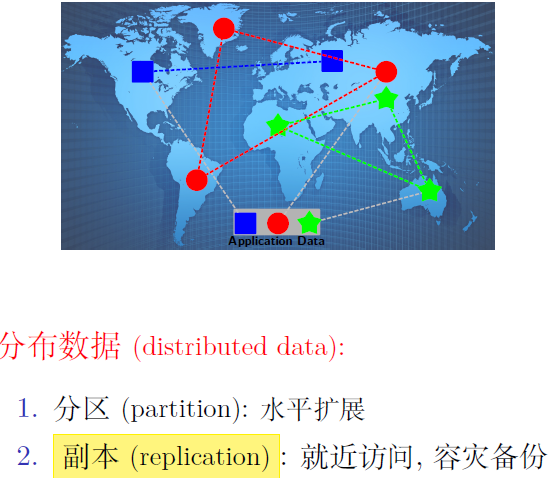 Application Data
分布数据 (distributed data):
1. 分区 (partition): 水平扩展
2. 副本 (replication) : 就近访问, 容灾备份